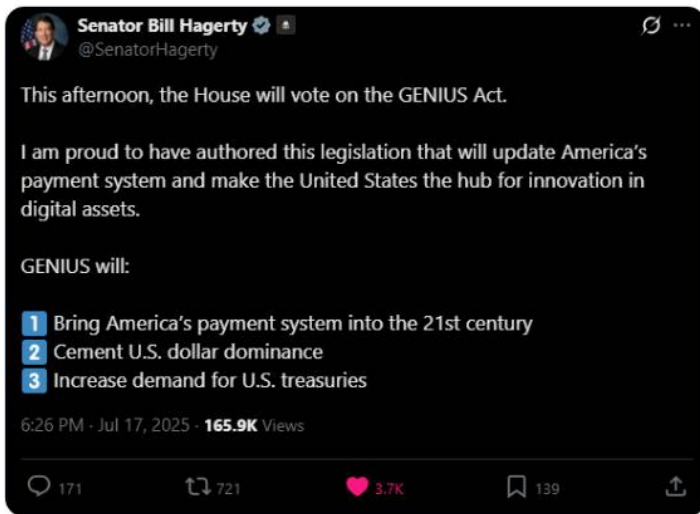 Senator Bill Hagerty
@SenatorHagerty
This afternoon, the House will vote on the GENIUS Act.
I am proud to have authored this legislation that will update America's
payment system and make the United States the hub for innovation in
digital assets.
GENIUS will:
1 Bring America's payment system into the 21st century
2 Cement U.S. dollar dominance
3 Increase demand for U.S. treasuries
6:26 PM · Jul 17, 2025 · 165.9K Views
171 721 3.7K 139